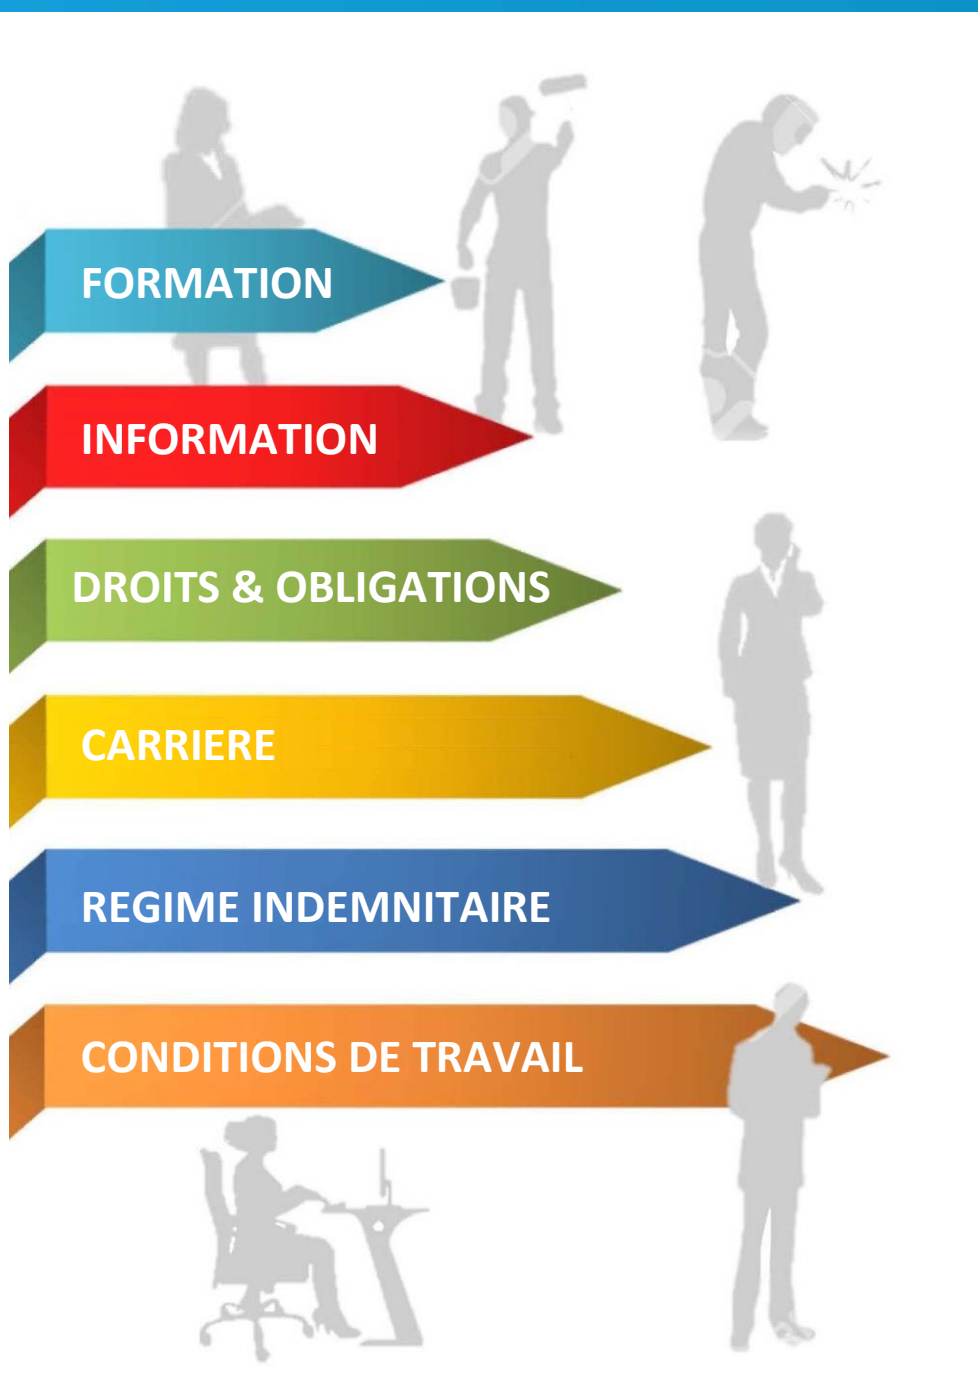 FORMATION
INFORMATION
DROITS & OBLIGATIONS
CARRIERE
REGIME INDEMNITAIRE
CONDITIONS DE TRAVAIL